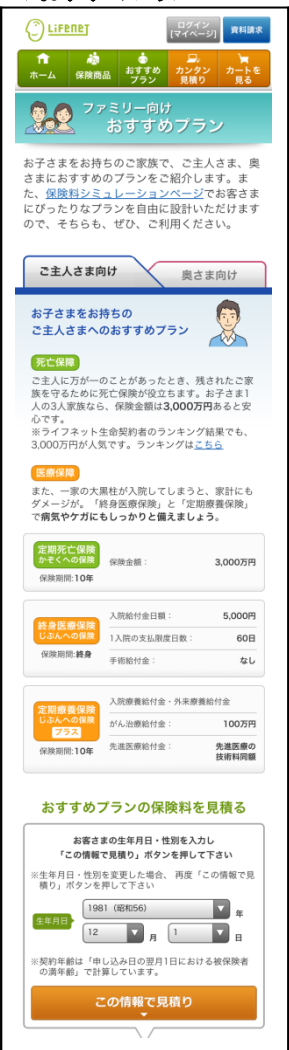 LiFENET
ログイン
[マイページ]
資料請求
ホーム
保険商品
おすすめ
プラン
カンタン
見積り
カートを
見る
ファミリー向け
おすすめプラン
お子さまをお持ちのご家族で、ご主人さま、奥
さまにおすすめのプランをご紹介します。ま
た、保険料シミュレーションページでお客さま
にぴったりなプランを自由に設計いただけます
ので、そちらも、ぜひ、ご利用ください。
ご主人さま向け
奥さま向け
お子さまをお持ちの
ご主人さまへのおすすめプラン
死亡保障
ご主人に万が一のことがあったとき、残されたご家
族を守るために死亡保険が役立ちます。お子さま1
人の3人家族なら、保険金額は3,000万円あると安
心です。
※ライフネット生命契約者のランキング結果でも、
3,000万円が人気です。ランキングはこちら
医療保障
また、一家の大黒柱が入院してしまうと、家計にも
ダメージが。「終身医療保険」と「定期療養保険」
で病気やケガにもしっかりと備えましょう。
定期死亡保険
かぞくへの保険
保険期間:10年
保険金額：
3,000万円
終身医療保険
じぶんへの保険
保険期間:終身
入院給付金日額：
5,000円
1入院の支払限度日数：
60日
手術給付金：
なし
定期療養保険
じぶんへの保険
プラス
保険期間:10年
入院療養給付金・外来療養給付金
がん治療給付金：
100万円
先進医療給付金：
先進医療の
技術料同額
おすすめプランの保険料を見積る
お客さまの生年月日・性別を入力し
「この情報で見積り」ボタンを押して下さい
※生年月日・性別を変更した場合、 再度「この情報で見
積り」ボタンを押して下さい
生年月日
1981（昭和56）
年
12
月
1
日
※契約年齢は「申し込み日の翌月1日における被保険者
の満年齢」で計算しています。
この情報で見積り